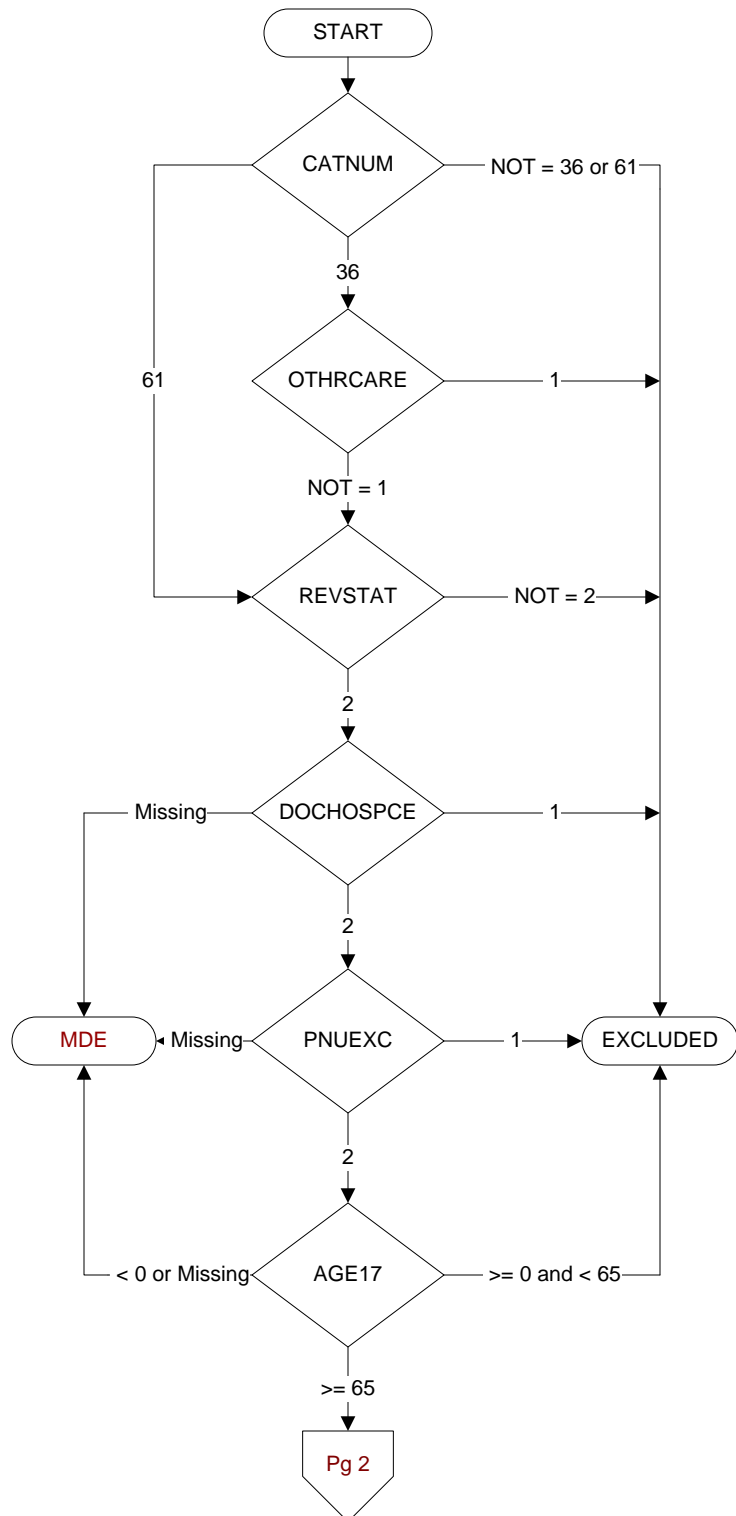 START
CATNUM
NOT = 36 or 61
36
61
OTHRCARE
1
NOT = 1
REVSTAT
NOT = 2
2
Missing
DOCHOSPCE
1
2
MDE
Missing
PNUEXC
1
EXCLUDED
2
< 0 or Missing
AGE17
>= 0 and < 65
>= 65
Pg 2